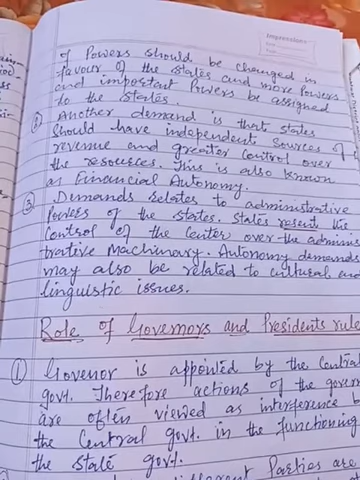 Impression
of Powers should be changed in
favour of the states and more Powers
and important Powers be assigned
to the states.
② Another demand is that states
should have independent sources of
revenue and greater control over
the resources. This is also known
as Financial Autonomy.
③ Demands relates to administrative
Powers of the states. States resent the
control of the Center over the adminis
trative Machinary. Autonomy demands
may also be related to cultural and
linguistic issues.
Role of Governors and Presidents rule
① Govenor is appointed by the Central
govt. Therefore actions of the gover
are often viewed as interference b
the Central govt. in the functioning
the state govt.
different Parties are